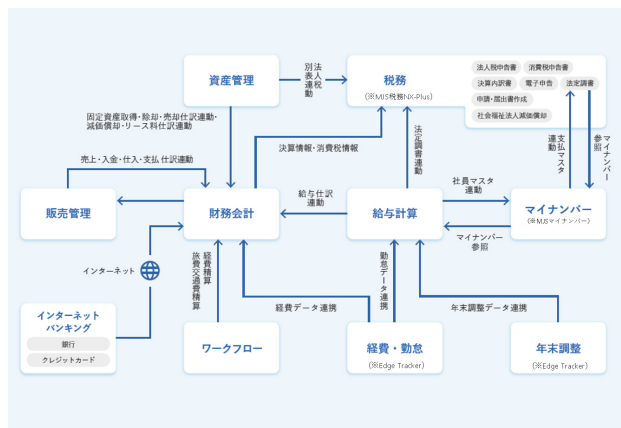 資産管理
法人税
別表連動
税務
(※MJS税務NX-Plus)
法人税申告書
消費税申告書
決算内訳書
電子申告
法定調書
申請・届出書作成
社会福祉法人減価償却
固定資産取得・除却・売却仕訳連動・
減価償却・リース料仕訳連動
決算情報・消費税情報
法定調書連動
支払マスタ
連動
マイナンバー
参照
売上・入金・仕入・支払 仕訳連動
社員マスタ
連動
給与仕訳
連動
販売管理
財務会計
給与計算
マイナンバー
(※MJSマイナンバー)
マイナンバー
参照
インターネット
経費精算
旅費交通費精算
勤怠データ連携
経費データ連携
年末調整データ連携
インターネット
バンキング
銀行
クレジットカード
ワークフロー
経費・勤怠
(※Edge Tracker)
年末調整
(※Edge Tracker)